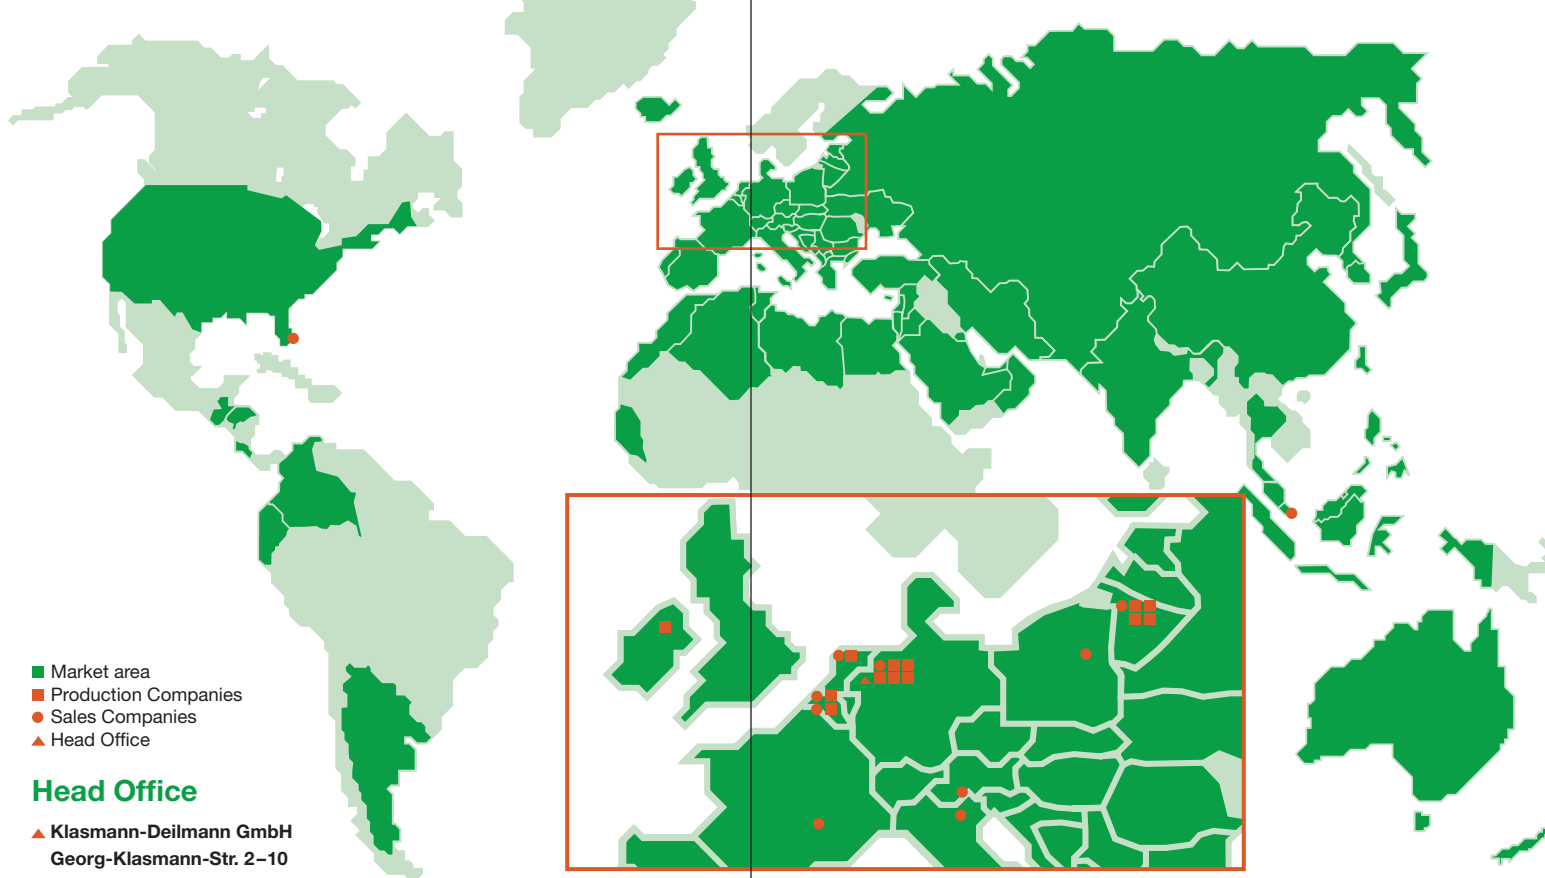 Market area
Production Companies
Sales Companies
Head Office
Head Office
Klasmann-Deilmann GmbH
Georg-Klasmann-Str. 2–10